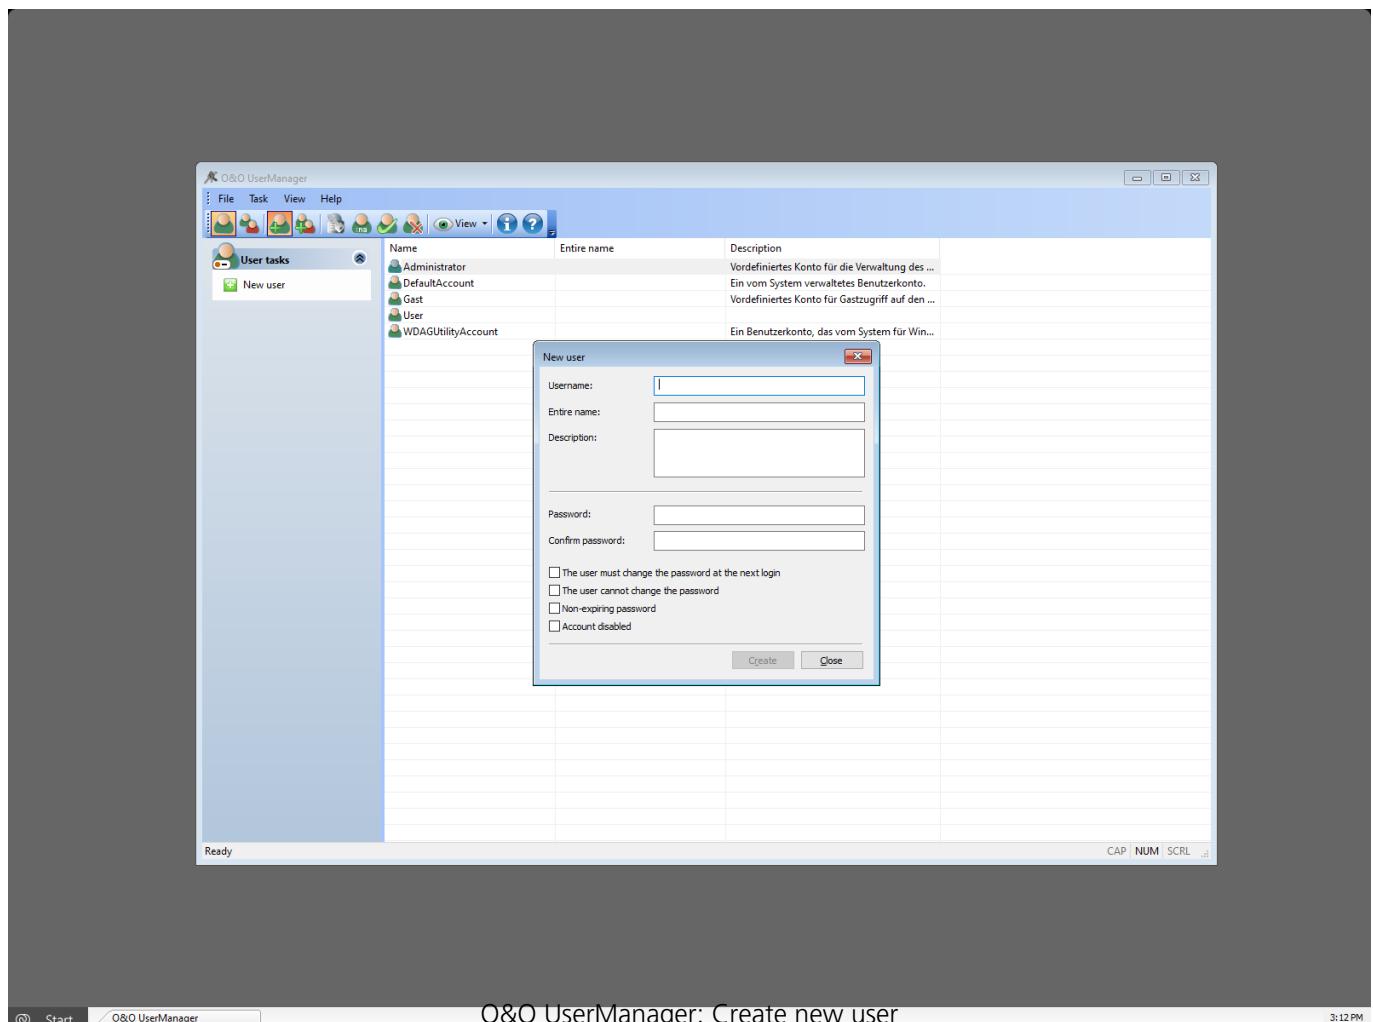 O&O UserManager
File Task View Help
View
User tasks
New user
Name Entire name Description
Administrator Vordefiniertes Konto für die Verwaltung des ...
DefaultAccount Ein vom System verwaltetes Benutzerkonto.
Gast Vordefiniertes Konto für Gastzugriff auf den ...
User
WDAGUtilityAccount Ein Benutzerkonto, das vom System für Win...
New user
Username:
Entire name:
Description:
Password:
Confirm password:
The user must change the password at the next login
The user cannot change the password
Non-expiring password
Account disabled
Create Close
Ready CAP NUM SCRL
Start O&O UserManager 3:12 PM
O&O UserManager: Create new user